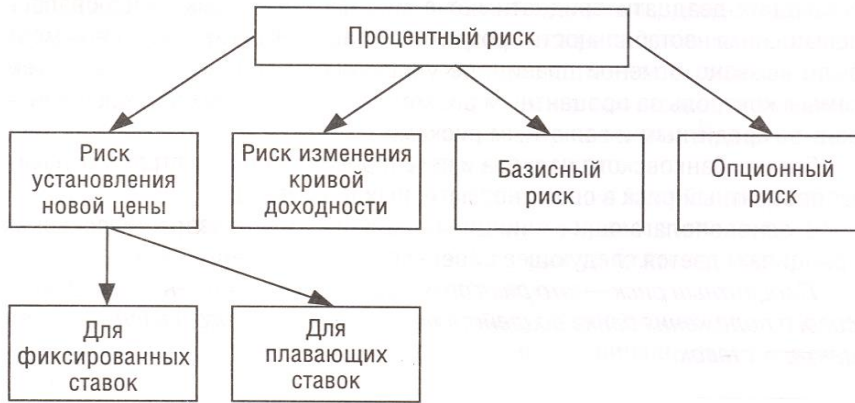 Процентный риск
Риск
установления
новой цены
Риск изменения
кривой
доходности
Базисный
риск
Опционный
риск
Для
фиксированных
ставок
Для
плавающих
ставок